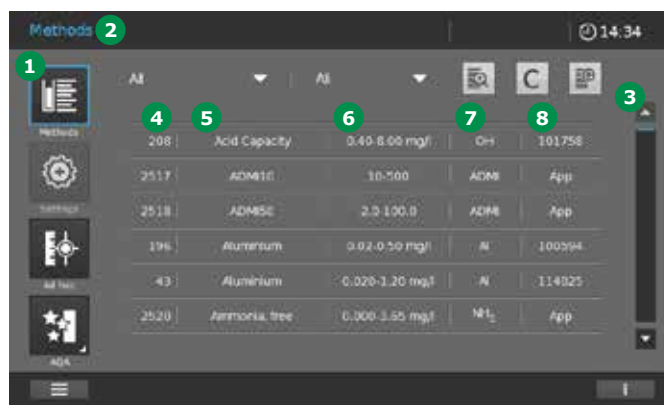 Methods 2 14:34
1
All All C
3
4 5 6 7 8
Methods
208 Acid Capacity 0.40-8.00 mg/l OH 101758
2517 ADMI10 10-500 ADMI App
Settings
2518 ADMI50 2.0-100.0 ADMI App
196 Aluminium 0.02-0.50 mg/l Al 100594
43 Aluminium 0.020-1.20 mg/l Al 114825
Ad hoc
2520 Ammonia, free 0.000-3.65 mg/l NH₃ App
AQA
i